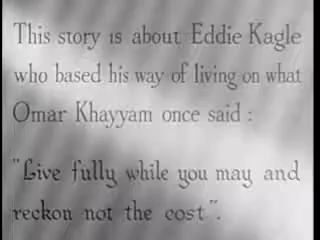 This story is about Eddie Kagle
who based his way of living on what
Omar Khayyam once said :
"Live fully while you may and
reckon not the cost".